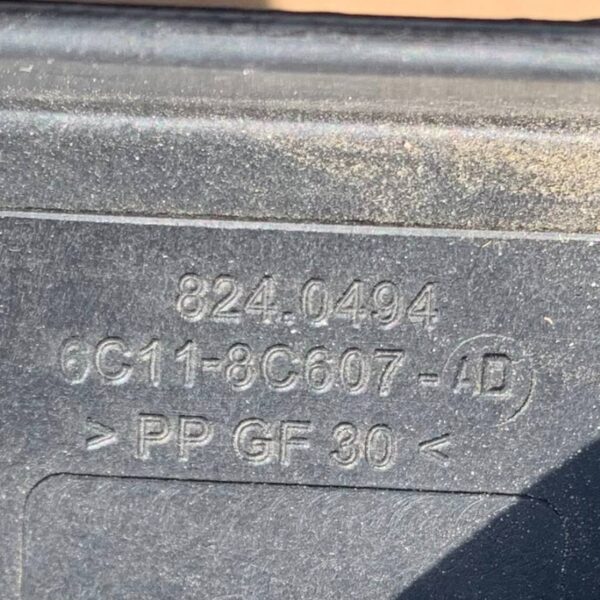 824.0494
6C11-8C607-AD
> PP GF 30 <